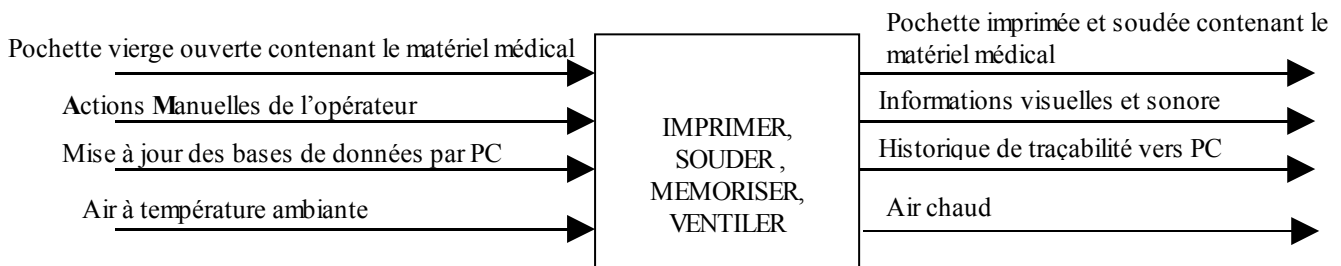 Pochette vierge ouverte contenant le matériel médical
Actions Manuelles de l'opérateur
Mise à jour des bases de données par PC
Air à température ambiante
IMPRIMER,
SOUDER ,
MEMORISER,
VENTILER
Pochette imprimée et soudée contenant le
matériel médical
Informations visuelles et sonore
Historique de traçabilité vers PC
Air chaud